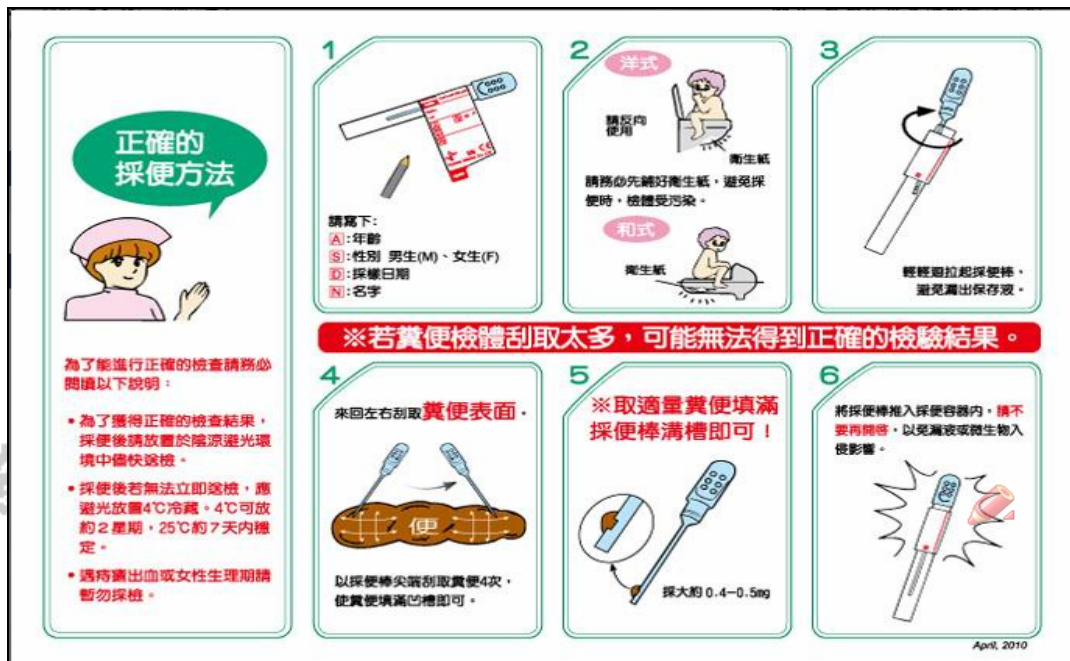 正確的
採便方法
為了能進行正確的檢查請務必
閱讀以下說明：
• 為了獲得正確的檢查結果，
採便後請放置於陰涼避光環
境中儘快送檢。
• 採便後若無法立即送檢，應
避光放置4℃冷藏。4℃可放
約2星期，25℃約7天內穩
定。
• 遇痔瘡出血或女性生理期請
暫勿採檢。
1
請寫下：
A：年齡
S：性別 男生(M)、女生(F)
D：採樣日期
N：名字
2
洋式
請反向
使用
衛生紙
請務必先鋪好衛生紙，避免採
便時，檢體受污染。
和式
衛生紙
3
輕輕迴拉起採便棒，
避免漏出保存液。
※若糞便檢體刮取太多，可能無法得到正確的檢驗結果。
4
來回左右刮取糞便表面。
便
以採便棒尖端刮取糞便4次，
使糞便填滿凹槽即可。
5
※取適量糞便填滿
採便棒溝槽即可！
採大約 0.4-0.5mg
6
將採便棒推入採便容器內，請不
要再開啓，以免漏液或微生物入
侵影響。
April, 2010